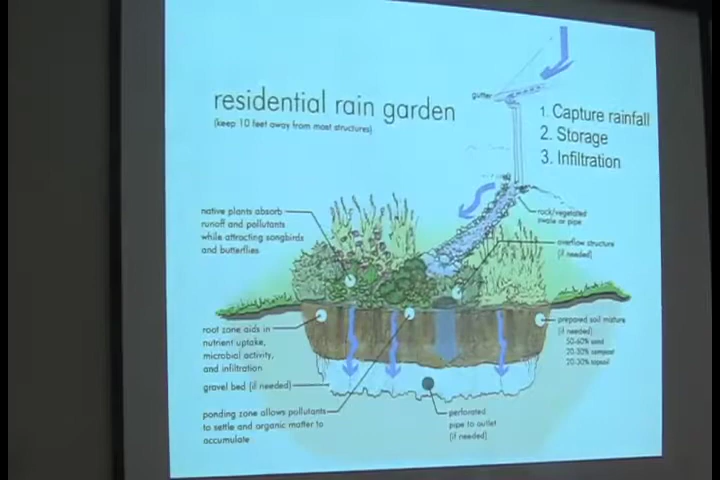 residential rain garden
(keep 10 feet away from most structures)
gutter
1. Capture rainfall
2. Storage
3. Infiltration
native plants absorb
runoff and pollutants
while attracting songbirds
and butterflies
rock/vegetated
swale or pipe
overflow structure
(if needed)
root zone aids in
nutrient uptake,
microbial activity,
and infiltration
prepared soil mixture
(if needed)
50-60% sand
20-30% compost
20-30% topsoil
gravel bed (if needed)
ponding zone allows pollutants
to settle and organic matter to
accumulate
perforated
pipe to outlet
(if needed)